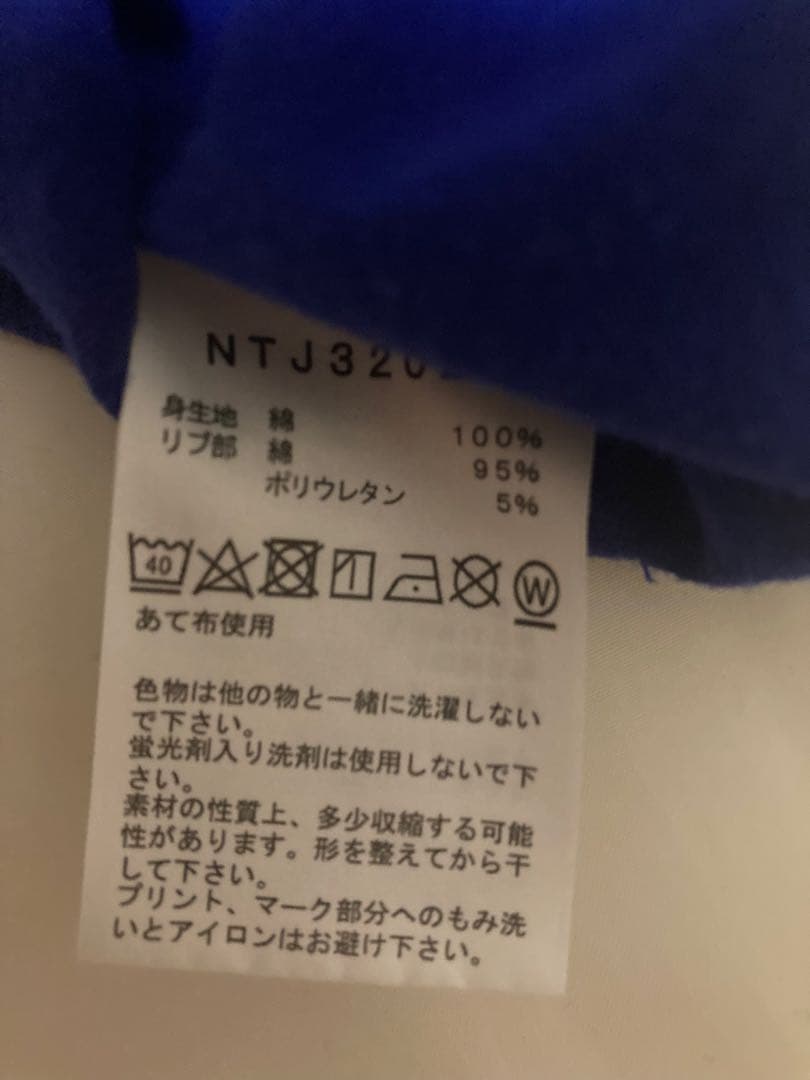 NTJ320
身生地 綿 100%
リブ部 綿 95%
ポリウレタン 5%
40 W
あて布使用
色物は他の物と一緒に洗濯しない
で下さい。
蛍光剤入り洗剤は使用しないで下
さい。
素材の性質上、多少収縮する可能
性があります。形を整えてから干
して下さい。
プリント、マーク部分へのもみ洗
いとアイロンはお避け下さい。